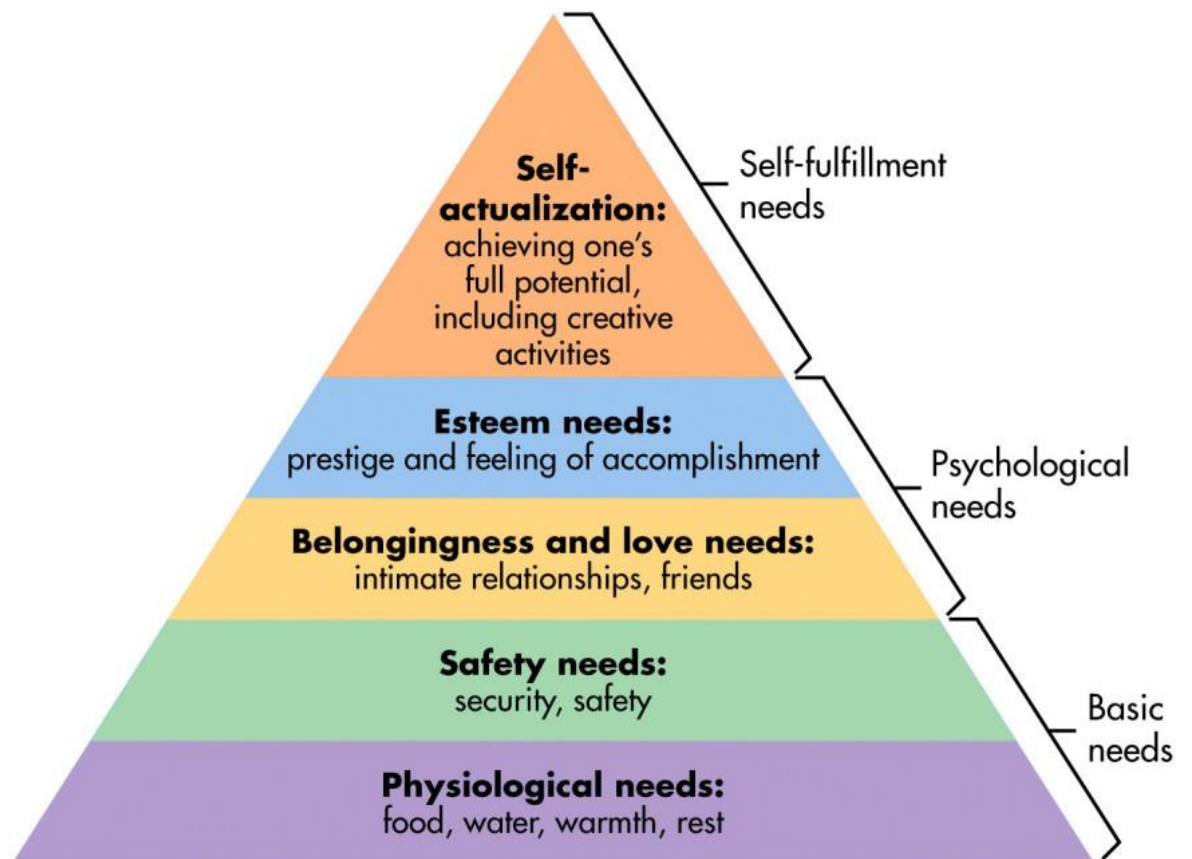 Self-
actualization:
achieving one's
full potential,
including creative
activities
Self-fulfillment
needs
Esteem needs:
prestige and feeling of accomplishment
Psychological
needs
Belongingness and love needs:
intimate relationships, friends
Safety needs:
security, safety
Basic
needs
Physiological needs:
food, water, warmth, rest